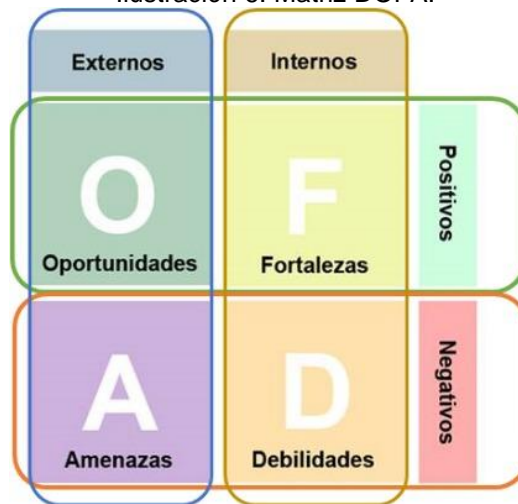 Externos
Internos
O
F
Positivos
Oportunidades
Fortalezas
A
D
Negativos
Amenazas
Debilidades